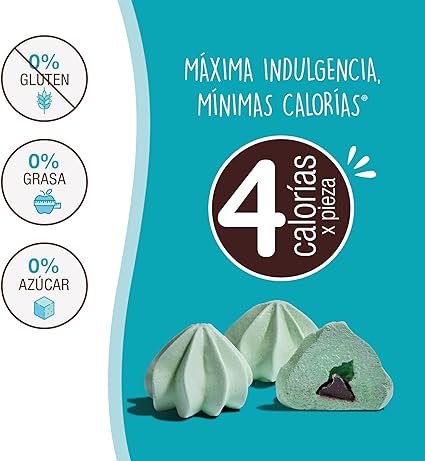 0%
GLUTEN
0%
GRASA
0%
AZÚCAR
MÁXIMA INDULGENCIA,
MÍNIMAS CALORÍAS®
4
calorías
x pieza